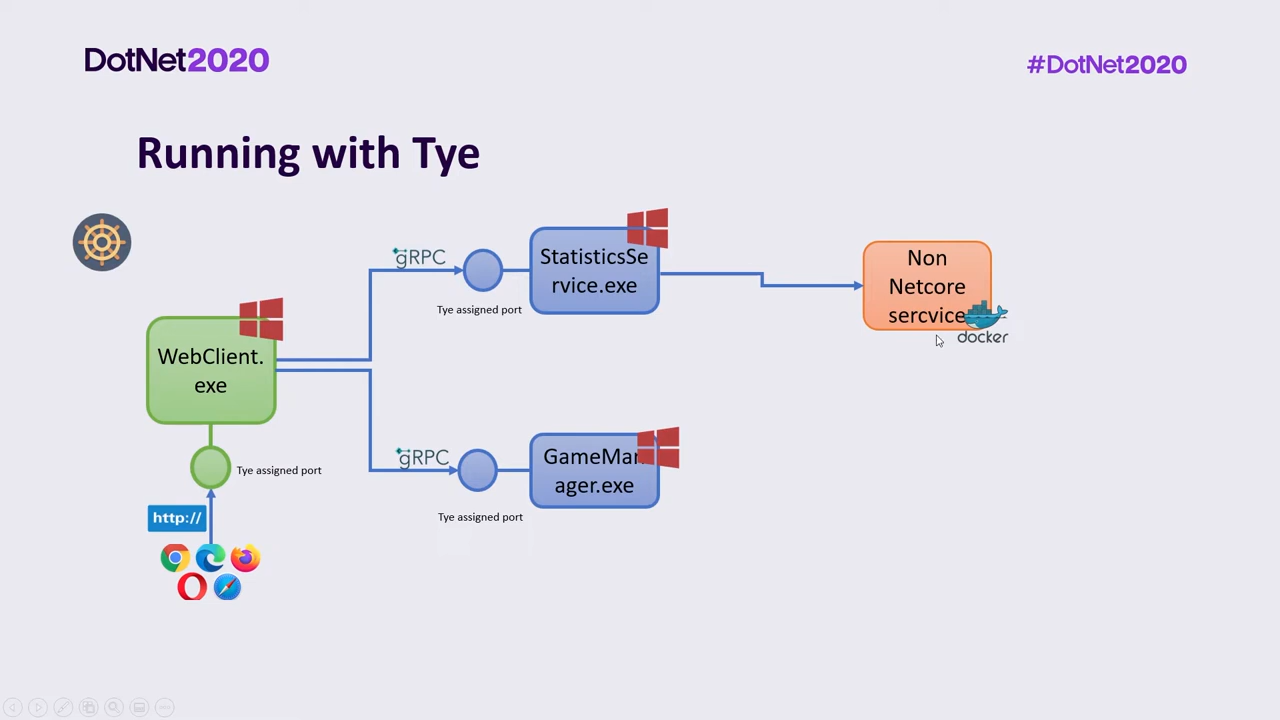 DotNet2020
#DotNet2020
Running with Tye
gRPC
StatisticsSe
rvice.exe
Tye assigned port
Non
Netcore
sercvice
docker
WebClient.
exe
Tye assigned port
http://
gRPC
GameMan
ager.exe
Tye assigned port